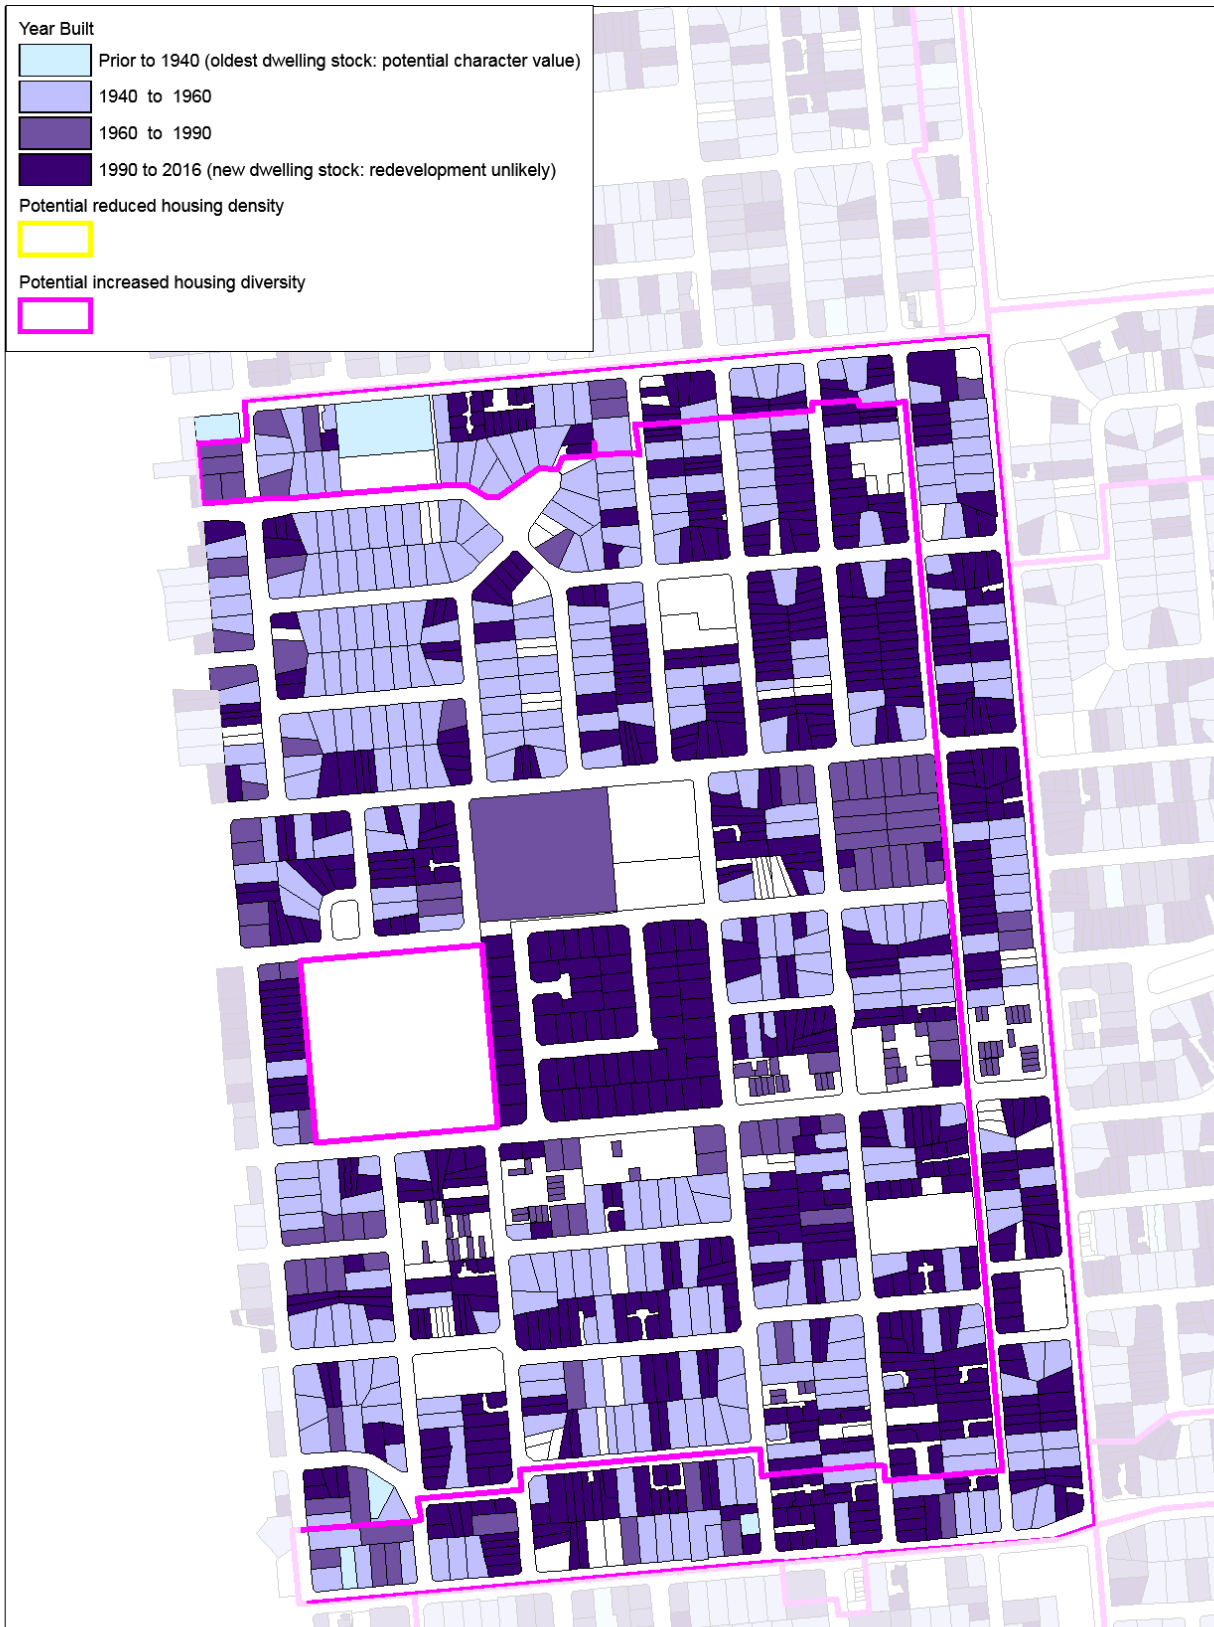 Year Built
Prior to 1940 (oldest dwelling stock: potential character value)
1940 to 1960
1960 to 1990
1990 to 2016 (new dwelling stock: redevelopment unlikely)
Potential reduced housing density
Potential increased housing diversity